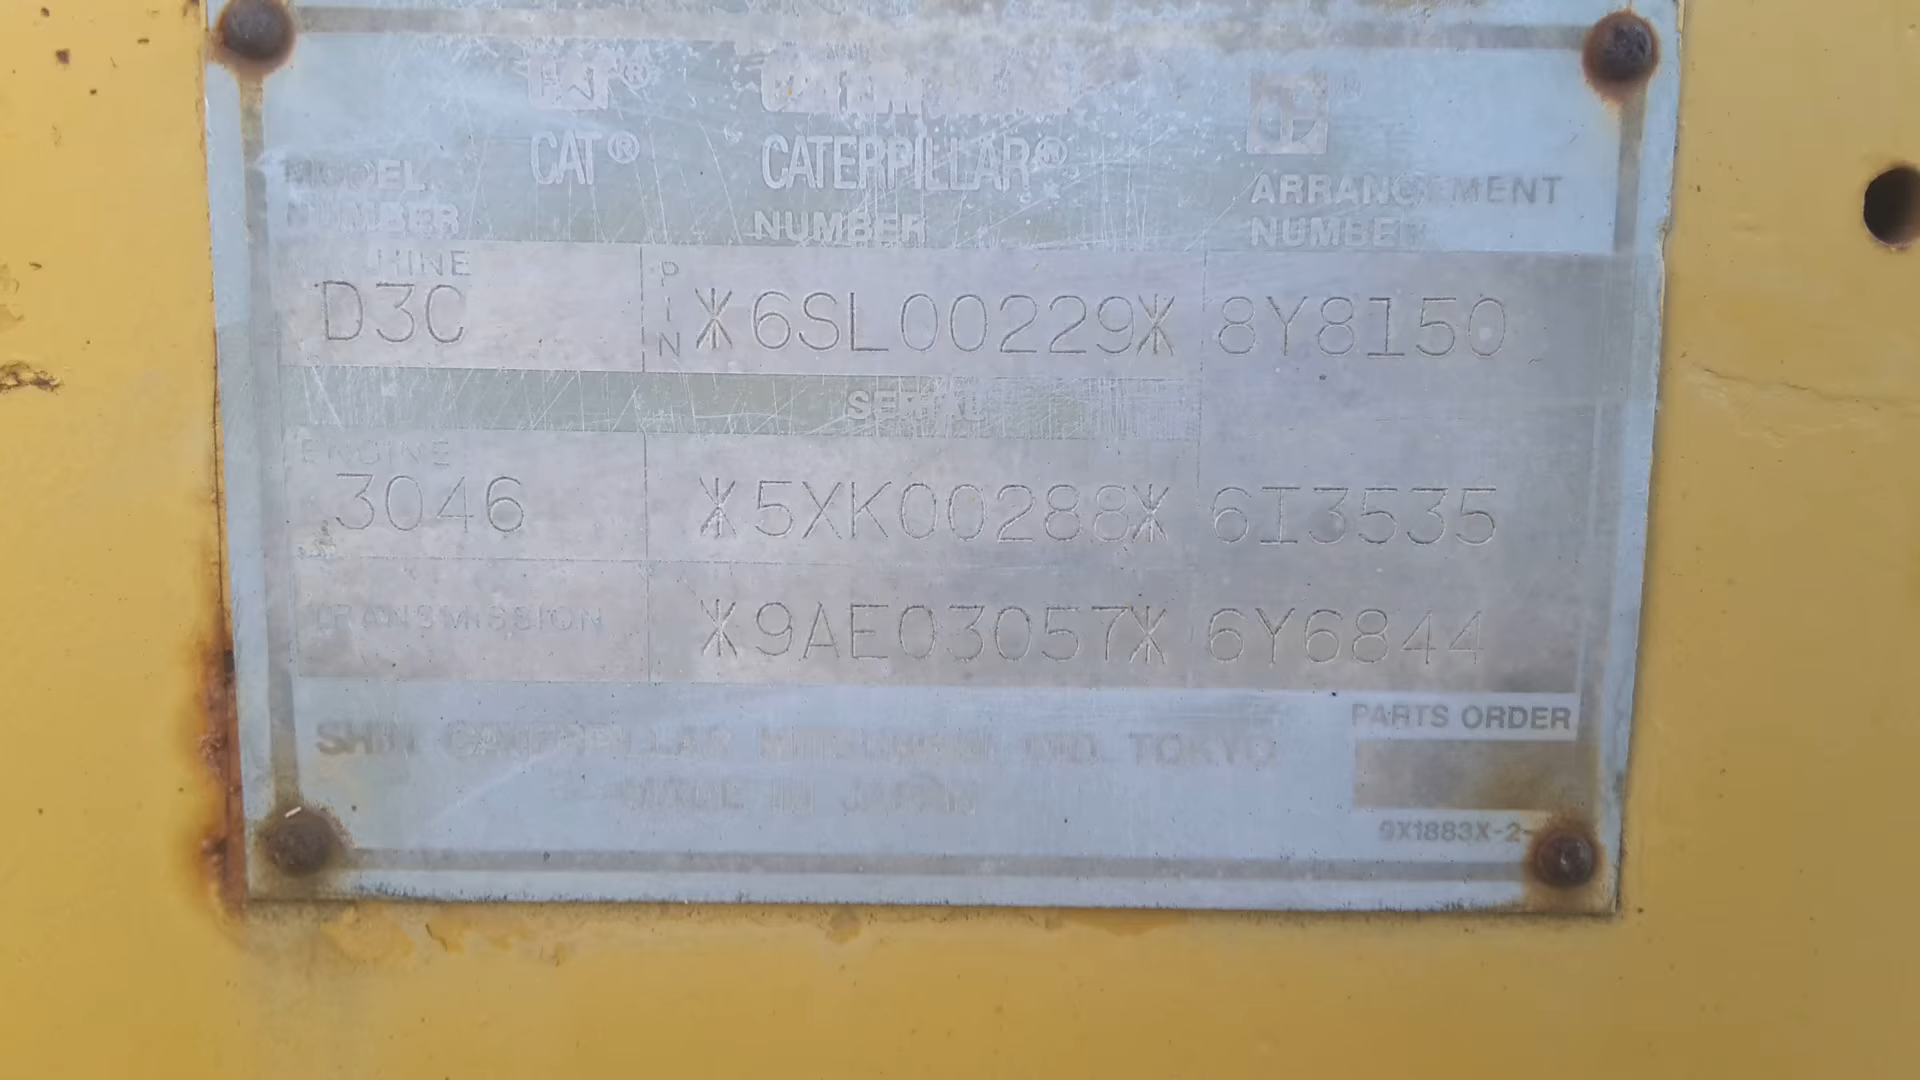 CAT®
CAT® CATERPILLAR®
MODEL NUMBER NUMBER ARRANGEMENT NUMBER
MACHINE
D3C PIN *6SL00229* 8Y8150
SERIAL
ENGINE
3046 *5XK00288* 6I3535
TRANSMISSION *9AE03057* 6Y6844
PARTS ORDER
SHIN CATERPILLAR MITSUBISHI LTD. TOKYO
MADE IN JAPAN
9X1883X-2-